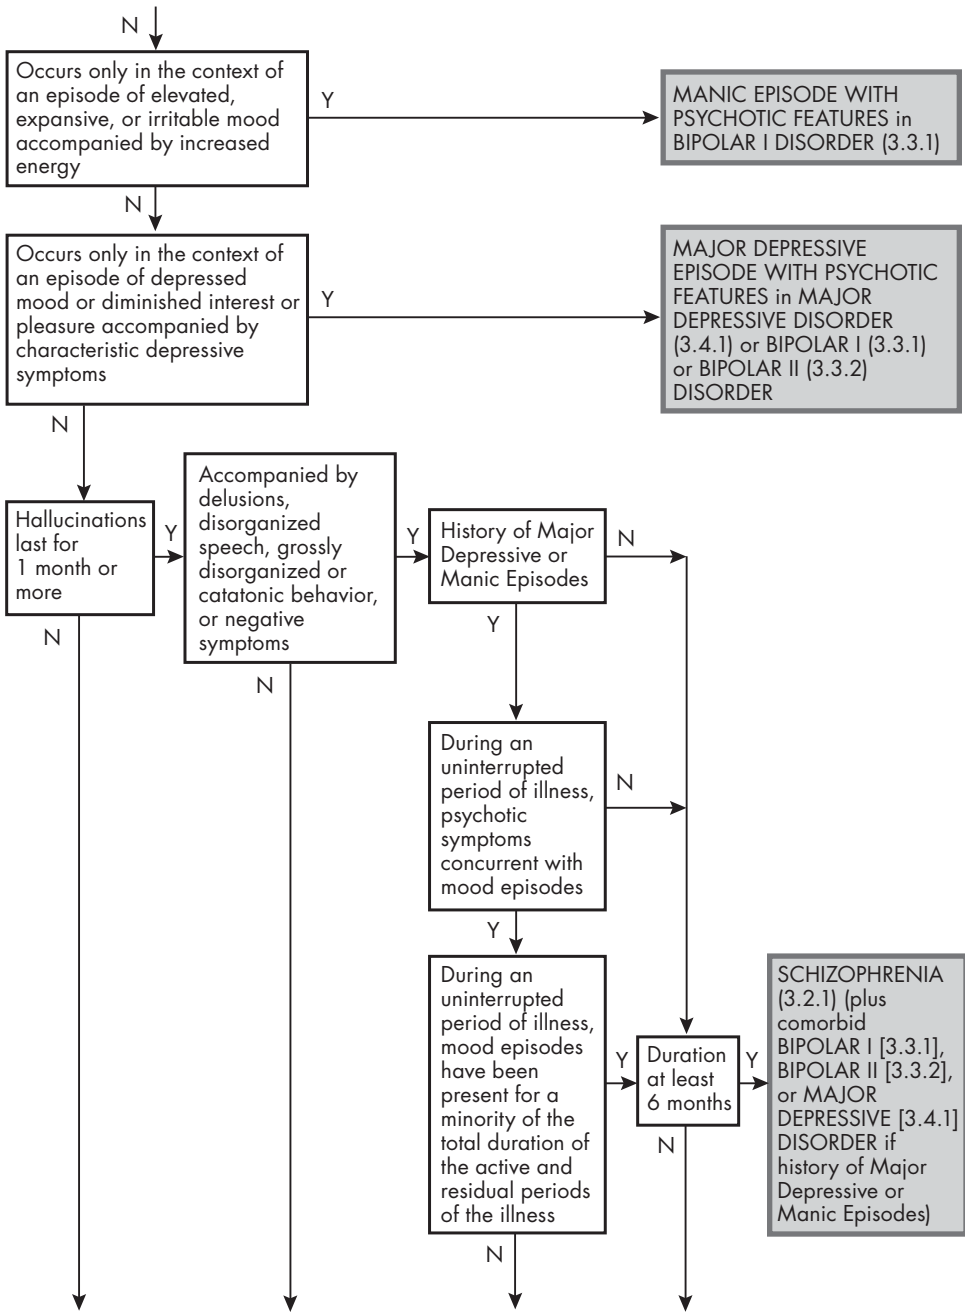 N
Occurs only in the context of
an episode of elevated,
expansive, or irritable mood
accompanied by increased
energy
Y
MANIC EPISODE WITH
PSYCHOTIC FEATURES in
BIPOLAR I DISORDER (3.3.1)
N
Occurs only in the context of
an episode of depressed
mood or diminished interest or
pleasure accompanied by
characteristic depressive
symptoms
Y
MAJOR DEPRESSIVE
EPISODE WITH PSYCHOTIC
FEATURES in MAJOR
DEPRESSIVE DISORDER
(3.4.1) or BIPOLAR I (3.3.1)
or BIPOLAR II (3.3.2)
DISORDER
N
Hallucinations
last for
1 month or
more
Y
Accompanied by
delusions,
disorganized
speech, grossly
disorganized or
catatonic behavior,
or negative
symptoms
Y
History of Major
Depressive or
Manic Episodes
N
N
N
Y
During an
uninterrupted
period of illness,
psychotic
symptoms
concurrent with
mood episodes
N
Y
During an
uninterrupted
period of illness,
mood episodes
have been
present for a
minority of the
total duration of
the active and
residual periods
of the illness
Y
Duration
at least
6 months
Y
SCHIZOPHRENIA
(3.2.1) (plus
comorbid
BIPOLAR I [3.3.1],
BIPOLAR II [3.3.2],
or MAJOR
DEPRESSIVE [3.4.1]
DISORDER if
history of Major
Depressive or
Manic Episodes)
N
N